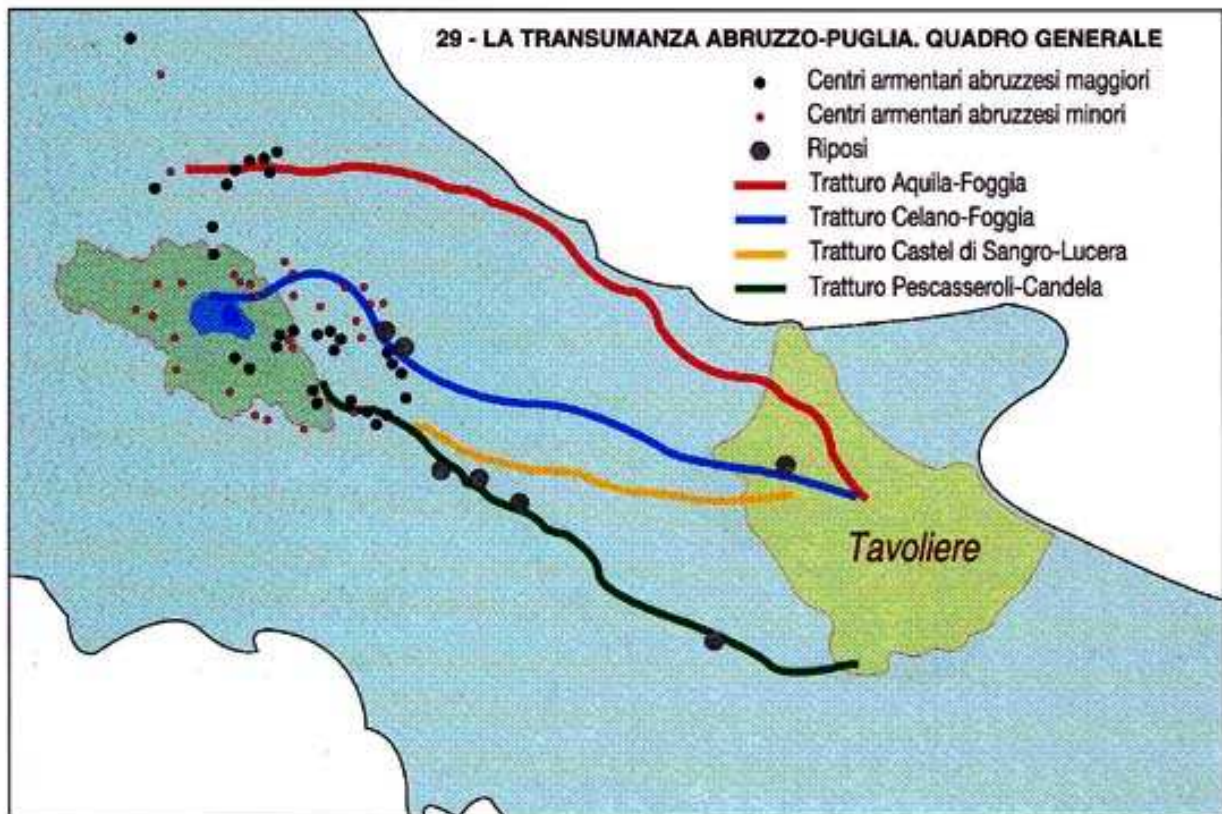 29 - LA TRANSUMANZA ABRUZZO-PUGLIA. QUADRO GENERALE
Centri armentari abruzzesi maggiori
Centri armentari abruzzesi minori
Riposi
Tratturo Aquila-Foggia
Tratturo Celano-Foggia
Tratturo Castel di Sangro-Lucera
Tratturo Pescasseroli-Candela
Tavoliere